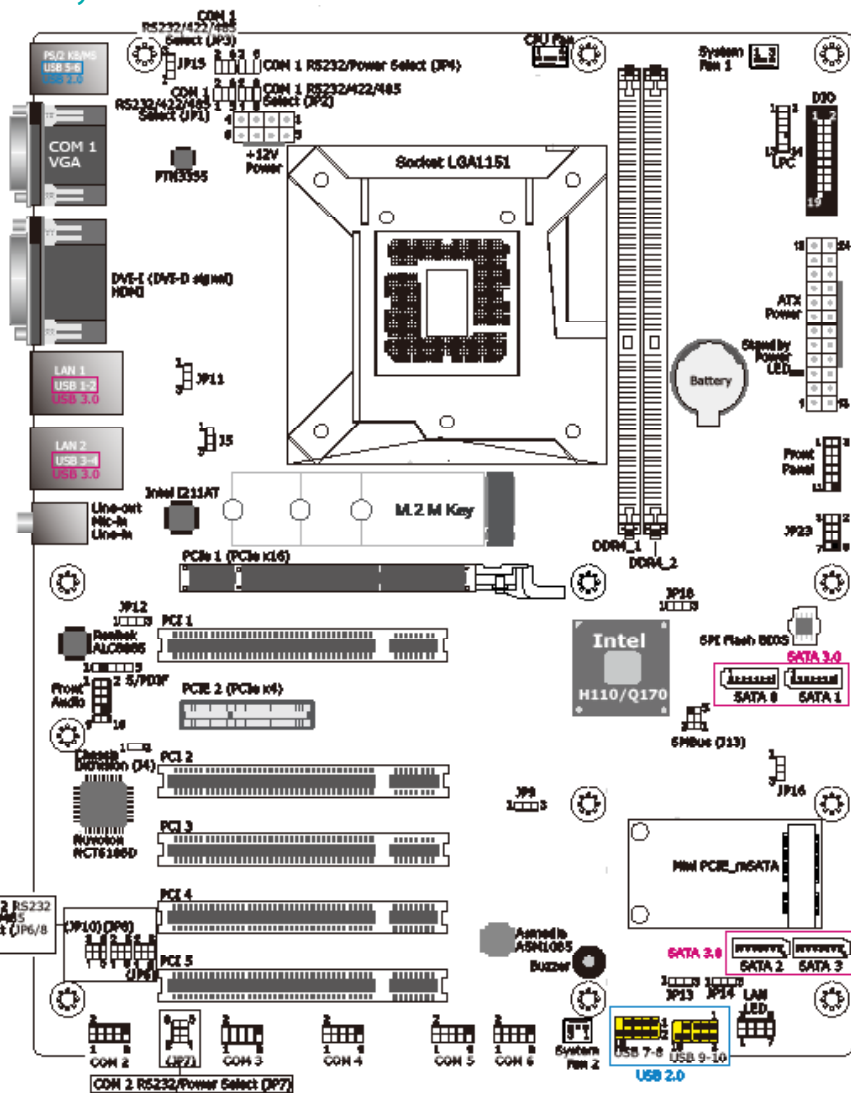 COM 1
RS232/422/485
Select (JP3)
JP15
COM 1 RS232/Power Select (JP4)
COM 1
RS232/422/485
Select (JP1)
COM 1 RS232/422/485
Select (JP2)
+12V
Power
CPU Fan
System
Fan 1
PS/2 KB/MS
USB 5-6
USB 2.0
COM 1
VGA
PTN3355
Socket LGA1151
LPC
DIO
1 2
19
DVI-I (DVI-D signal)
HDMI
ATX
Power
Standby
Power
LED
Battery
LAN 1
USB 1-2
USB 3.0
JP11
LAN 2
USB 3-4
USB 3.0
J5
Front
Panel
Intel I211AT
M.2 M Key
Line-out
Mic-in
Line-in
JP23
DDR4_1
DDR4_2
PCIe 1 (PCIe x16)
JP12
JP18
PCI 1
Realtek
Intel
H110/Q170
SPI Flash BIOS
SATA 3.0
SATA 0
SATA 1
S/PDIF
Front
Audio
PCIE 2 (PCIe x4)
SMBus (J13)
Chassis
Intrusion (J4)
PCI 2
JP9
JP16
Nuvoton
NCT6106D
PCI 3
Mini PCIE_mSATA
2 RS232
(JP6/8
(JP10)
(JP8)
PCI 4
Asmedia
ASM1085
Buzzer
SATA 3.0
SATA 2
SATA 3
PCI 5
JP13
JP14
LAN
LED
COM 2
(JP7)
COM 3
COM 4
COM 5
COM 6
System
Fan 2
USB 7-8
USB 9-10
USB 2.0
COM 2 RS232/Power Select (JP7)